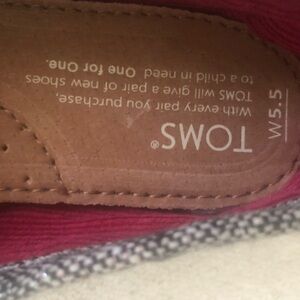 W 5.5
TOMS®
With every pair you purchase,
TOMS will give a pair of new shoes
to a child in need. One for One.